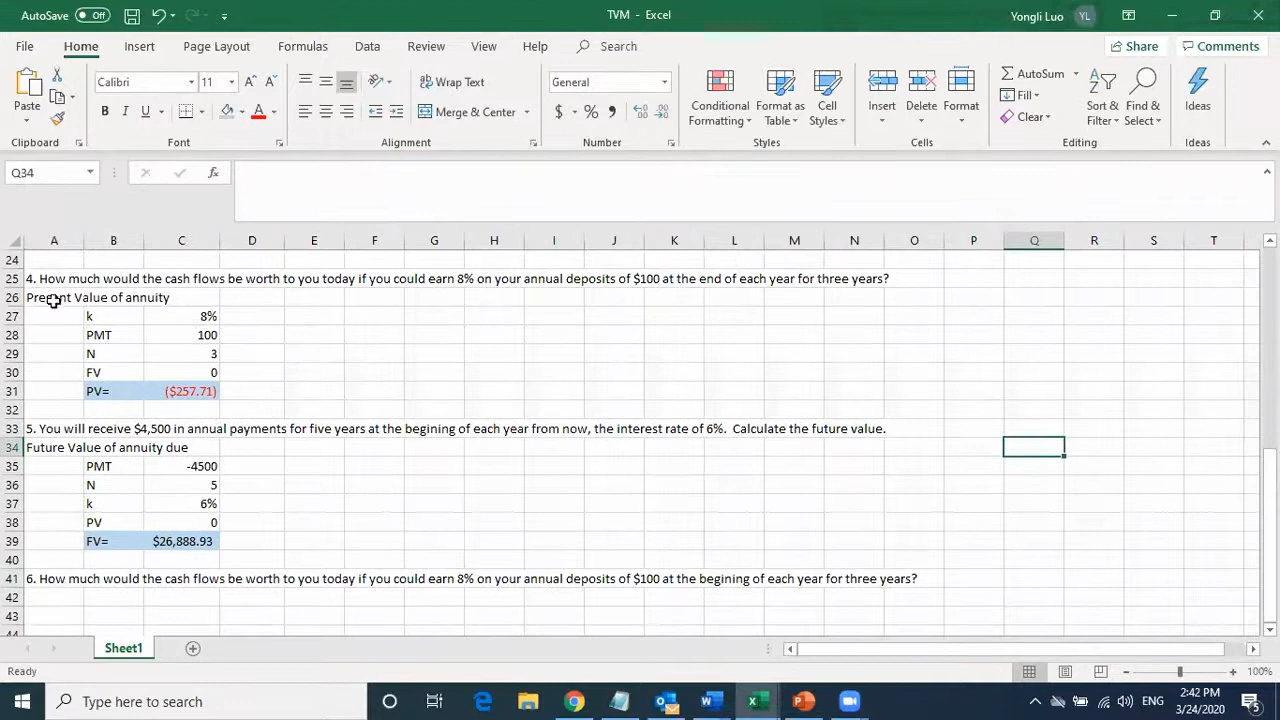 AutoSave Off TVM - Excel Yongli Luo YL
File Home Insert Page Layout Formulas Data Review View Help Search Share Comments
Calibri 11 A A Wrap Text General AutoSum
Paste Conditional Format as Cell Insert Delete Format Fill Sort & Find & Ideas
B I U A Merge & Center $ % Formatting Table Styles Clear Filter Select
Clipboard Font Alignment Number Styles Cells Editing Ideas
Q34 fx
A B C D E F G H I J K L M N O P Q R S T
24
25 4. How much would the cash flows be worth to you today if you could earn 8% on your annual deposits of $100 at the end of each year for three years?
26 Present Value of annuity
27 k 8%
28 PMT 100
29 N 3
30 FV 0
31 PV= ($257.71)
32
33 5. You will receive $4,500 in annual payments for five years at the begining of each year from now, the interest rate of 6%. Calculate the future value.
34 Future Value of annuity due
35 PMT -4500
36 N 5
37 k 6%
38 PV 0
39 FV= $26,888.93
40
41 6. How much would the cash flows be worth to you today if you could earn 8% on your annual deposits of $100 at the begining of each year for three years?
42
43
44
Sheet1
Ready 100%
Type here to search ENG 2:42 PM
3/24/2020 5